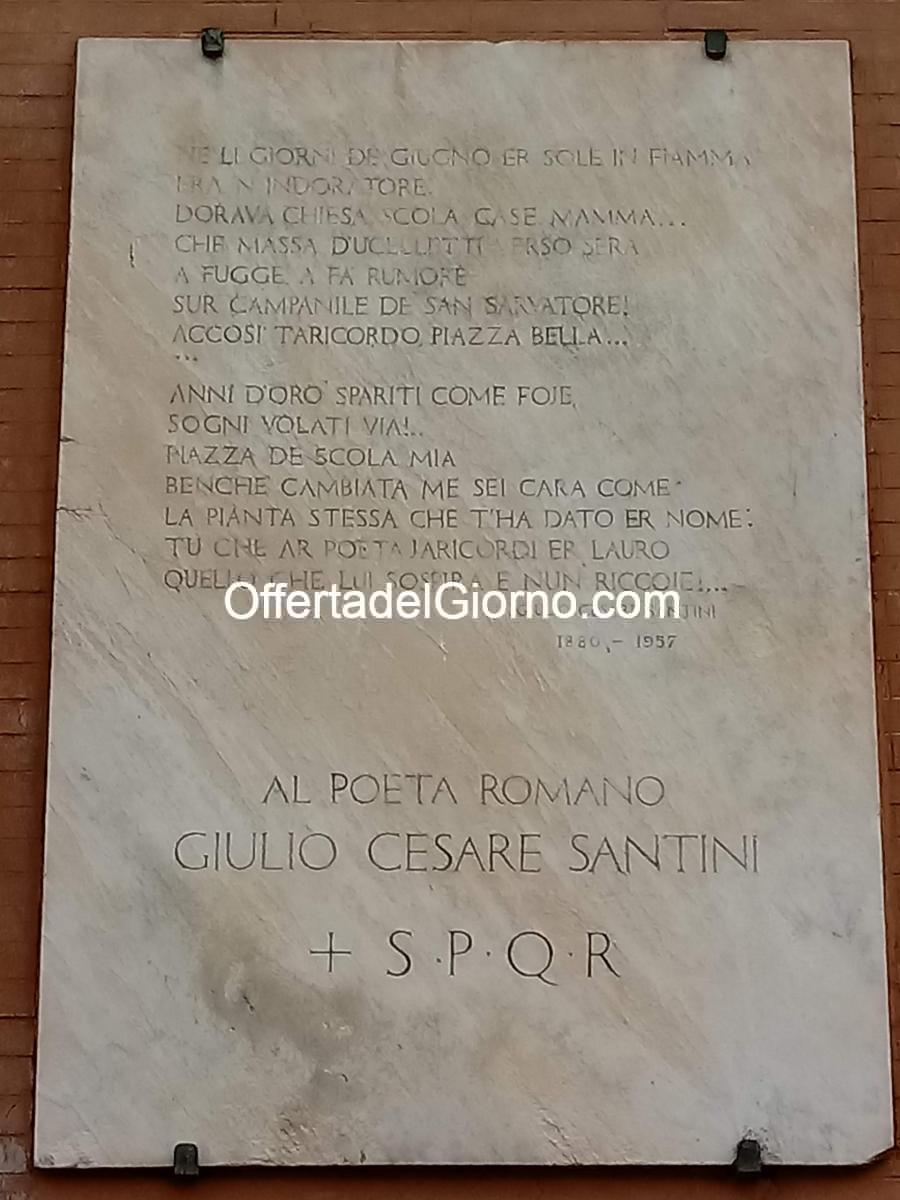 NE LI GIORNI DE GIUGNO ER SOLE IN FIAMMA
ERA 'N INDORATORE.
DORAVA CHIESA, SCOLA, CASE, MAMMA...
CHE MASSA D'UCELLETTI VERSO SERA
A FUGGE, A FA RUMORE
SUR CAMPANILE DE SAN SARVATORE!
ACCOSI' T'ARICORDO, PIAZZA BELLA...
...
ANNI D'ORO SPARITI COME FOJE,
SOGNI VOLATI VIA!..
PIAZZA DE SCOLA MIA
BENCHE' CAMBIATA ME SEI CARA COME
LA PIANTA STESSA CHE T'HA DATO ER NOME:
TU CHE AR POETA J'ARICORDI ER LAURO
QUELLO CHE LUI SOSPIRA E NUN RICCOJE!...
OffertadelGiorno.com
SANTINI
1880 - 1957
AL POETA ROMANO
GIULIO CESARE SANTINI
+ S·P·Q·R